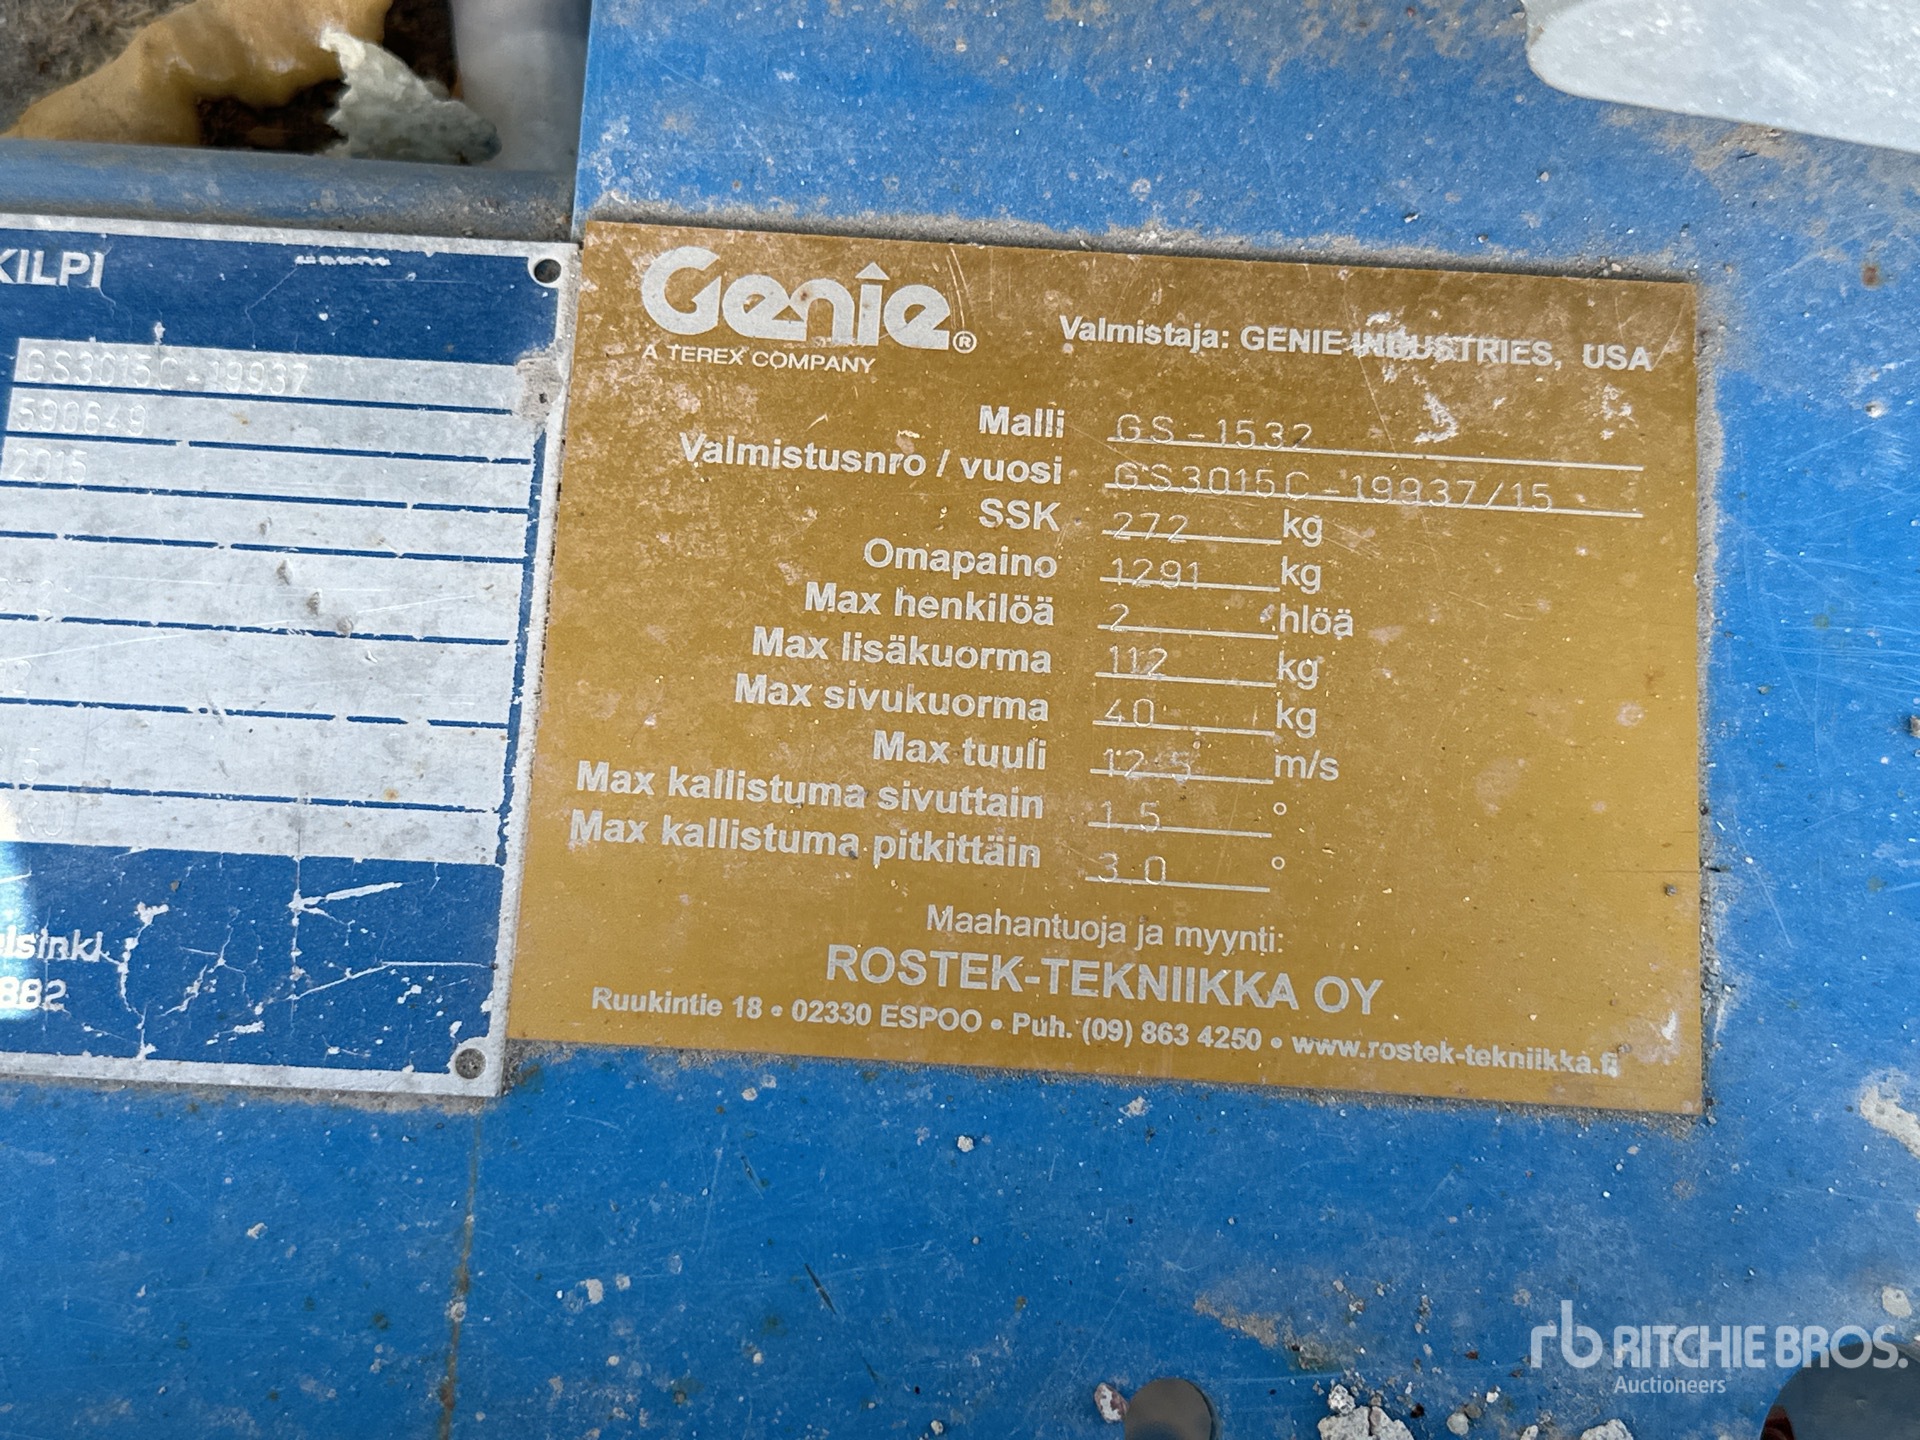 KILPI
GS3015C-19937
590649
2015
elsinki
882
Genie®
A TEREX COMPANY
Valmistaja: GENIE INDUSTRIES, USA
Malli GS-1532
Valmistusnro / vuosi GS3015C-19937/15
SSK 272 kg
Omapaino 1291 kg
Max henkilöä 2 hlöä
Max lisäkuorma 112 kg
Max sivukuorma 40 kg
Max tuuli 12.5 m/s
Max kallistuma sivuttain 1.5 °
Max kallistuma pitkittäin 3.0 °
Maahantuoja ja myynti:
ROSTEK-TEKNIIKKA OY
Ruukintie 18 • 02330 ESPOO • Puh. (09) 863 4250 • www.rostek-tekniikka.fi
rb RITCHIE BROS.
Auctioneers